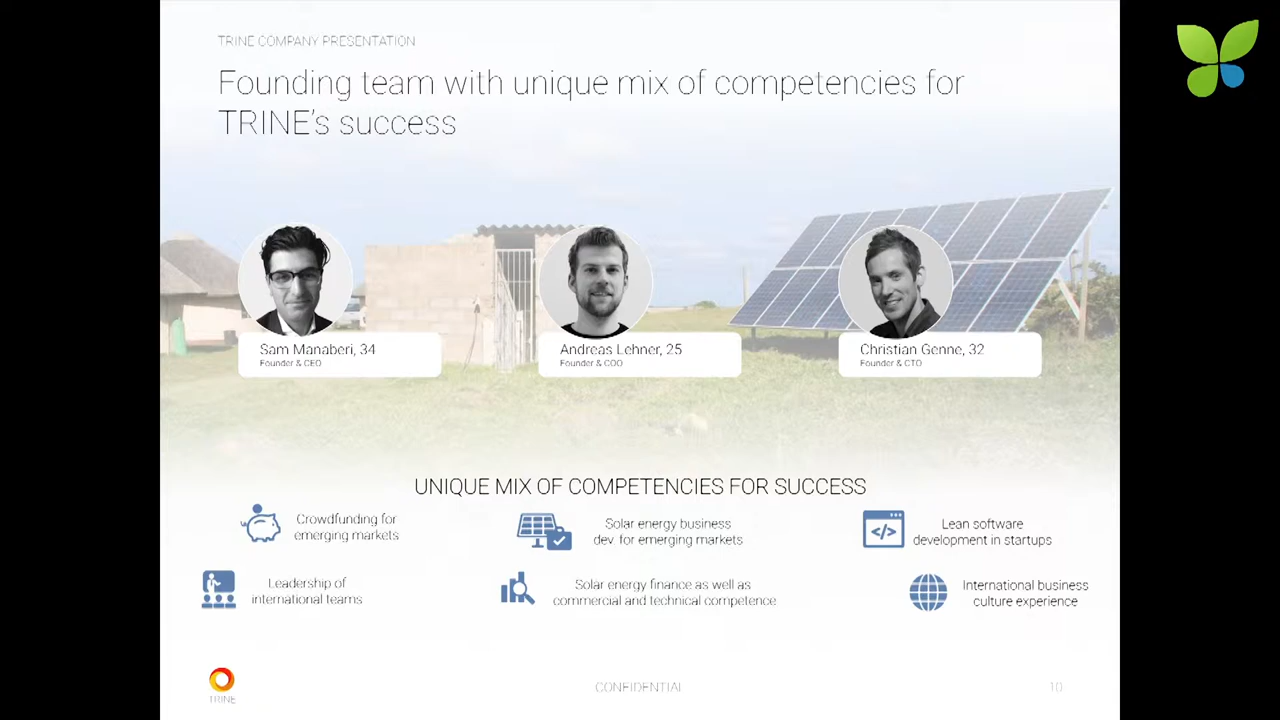 TRINE COMPANY PRESENTATION
Founding team with unique mix of competencies for
TRINE's success
Sam Manaberi, 34
Founder & CEO
Andreas Lehner, 25
Founder & COO
Christian Genne, 32
Founder & CTO
UNIQUE MIX OF COMPETENCIES FOR SUCCESS
Crowdfunding for
emerging markets
Solar energy business
dev. for emerging markets
</>
Lean software
development in startups
Leadership of
international teams
Solar energy finance as well as
commercial and technical competence
International business
culture experience
TRINE
CONFIDENTIAL
10